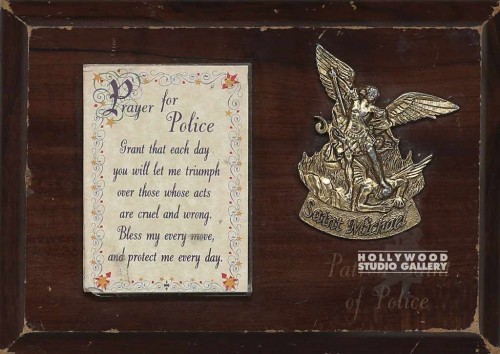 Prayer for
Police
Grant that each day
you will let me triumph
over those whose acts
are cruel and wrong.
Bless my every move,
and protect me every day.
Saint Michael
HOLLYWOOD
STUDIO GALLERY
of Police